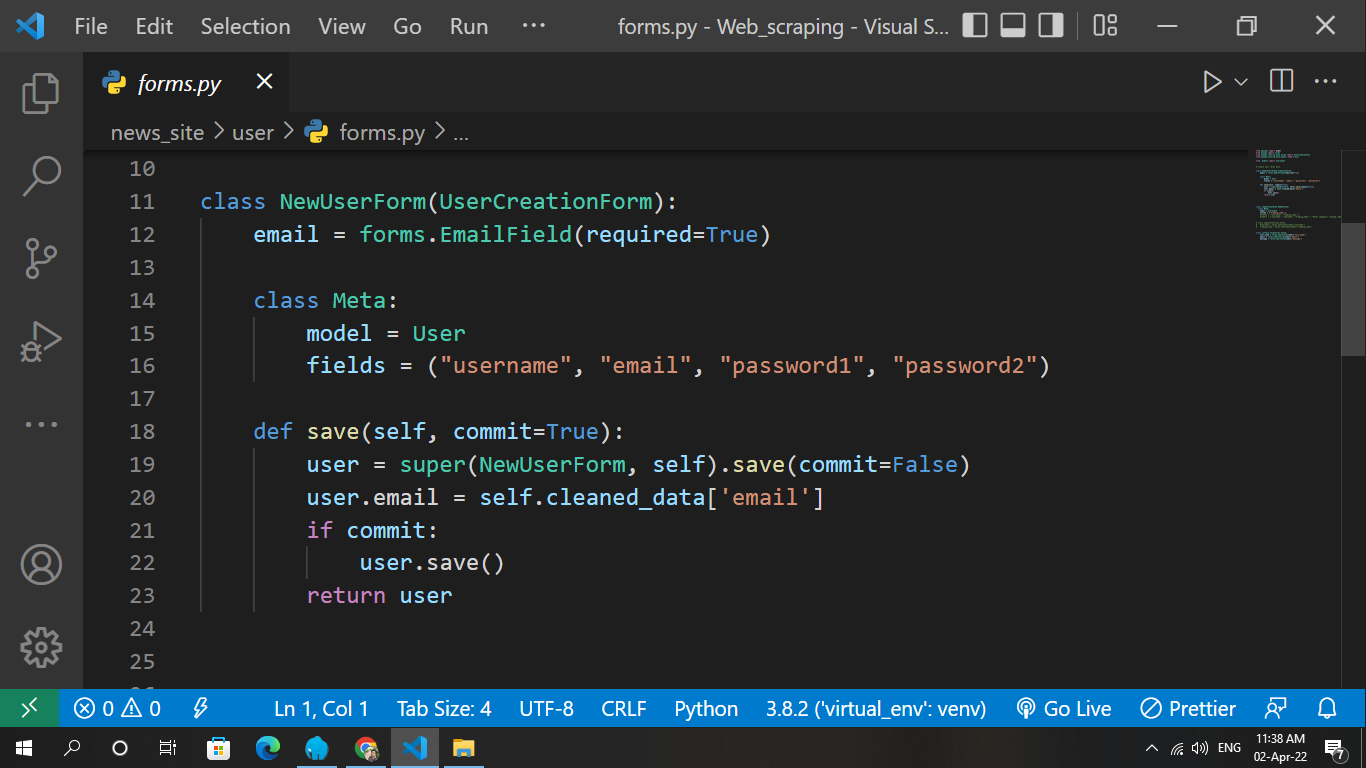 File Edit Selection View Go Run ··· forms.py - Web_scraping - Visual S...
forms.py
news_site > user > forms.py > ...
10
11 class NewUserForm(UserCreationForm):
12     email = forms.EmailField(required=True)
13
14     class Meta:
15         model = User
16         fields = ("username", "email", "password1", "password2")
17
18     def save(self, commit=True):
19         user = super(NewUserForm, self).save(commit=False)
20         user.email = self.cleaned_data['email']
21         if commit:
22             user.save()
23         return user
24
25
0 0 Ln 1, Col 1 Tab Size: 4 UTF-8 CRLF Python 3.8.2 ('virtual_env': venv) Go Live Prettier
ENG 11:38 AM 7
02-Apr-22